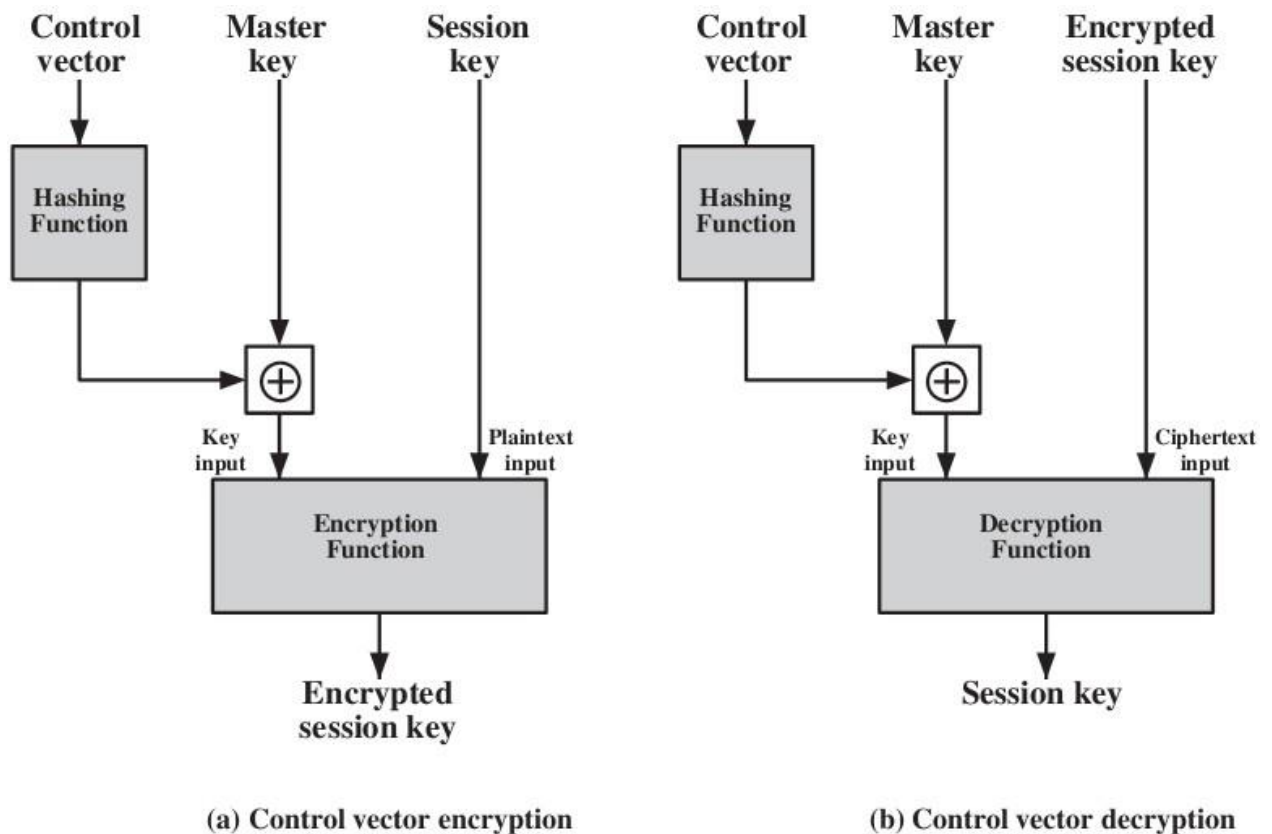 Control
vector
Master
key
Session
key
Hashing
Function
Key
input
Plaintext
input
Encryption
Function
Encrypted
session key
(a) Control vector encryption
Control
vector
Master
key
Encrypted
session key
Hashing
Function
Key
input
Ciphertext
input
Decryption
Function
Session key
(b) Control vector decryption